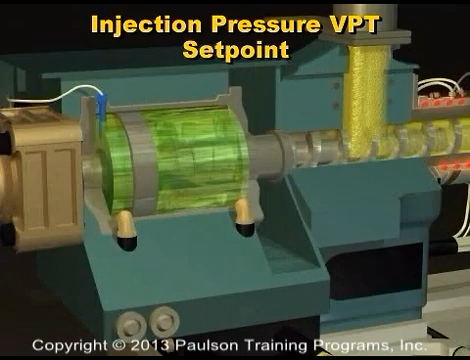 Injection Pressure VPT
Setpoint
Copyright © 2013 Paulson Training Programs, Inc.